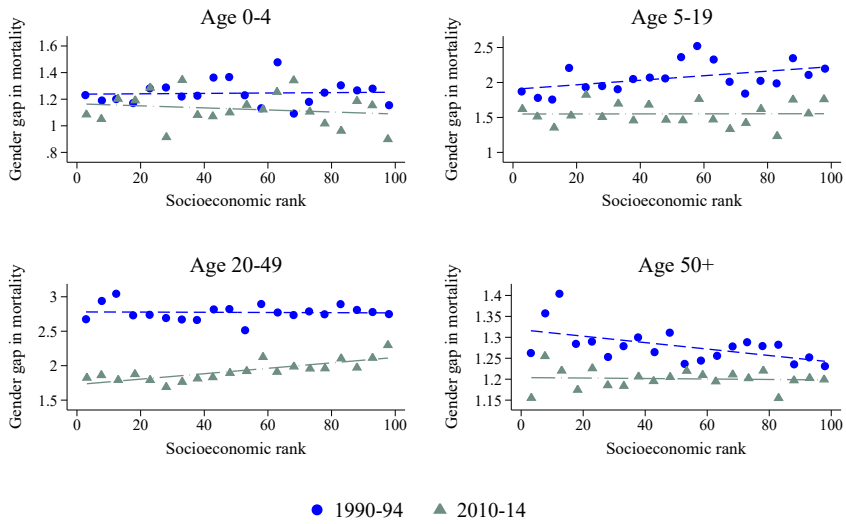 Age 0-4
Gender gap in mortality
1.6
1.4
1.2
1
.8
0 20 40 60 80 100
Socioeconomic rank
Age 5-19
Gender gap in mortality
2.5
2
1.5
1
0 20 40 60 80 100
Socioeconomic rank
Age 20-49
Gender gap in mortality
3
2.5
2
1.5
0 20 40 60 80 100
Socioeconomic rank
Age 50+
Gender gap in mortality
1.4
1.35
1.3
1.25
1.2
1.15
0 20 40 60 80 100
Socioeconomic rank
1990-94 2010-14